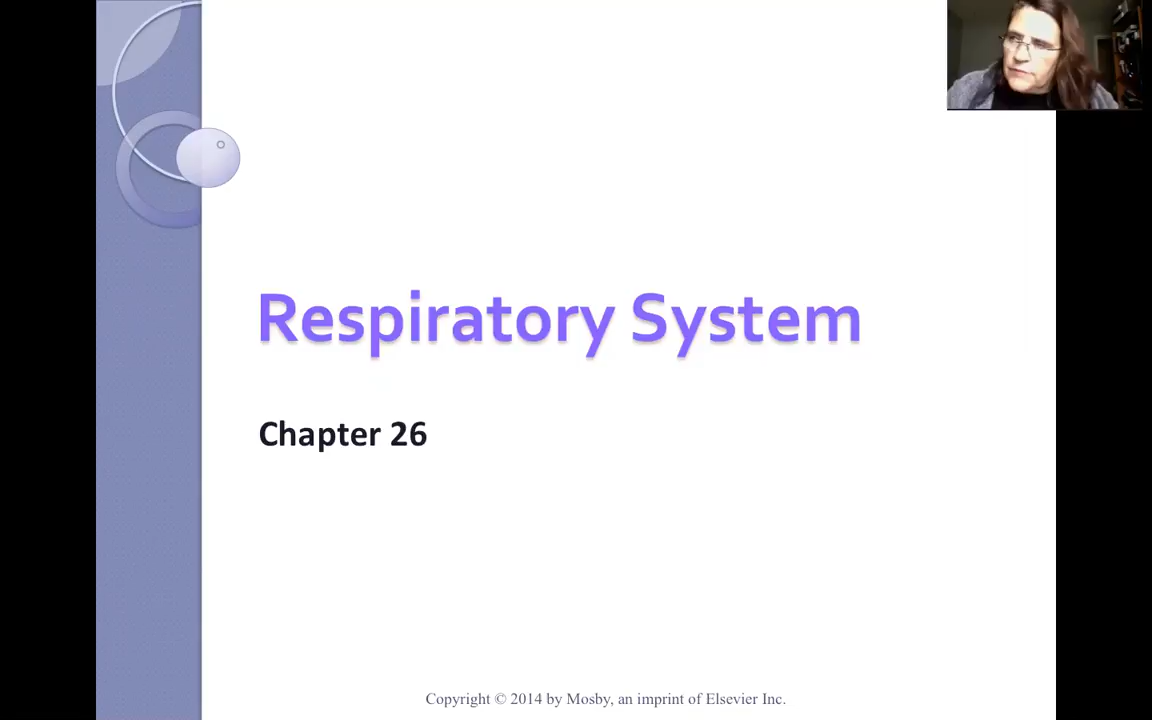 Respiratory System
Chapter 26
Copyright © 2014 by Mosby, an imprint of Elsevier Inc.